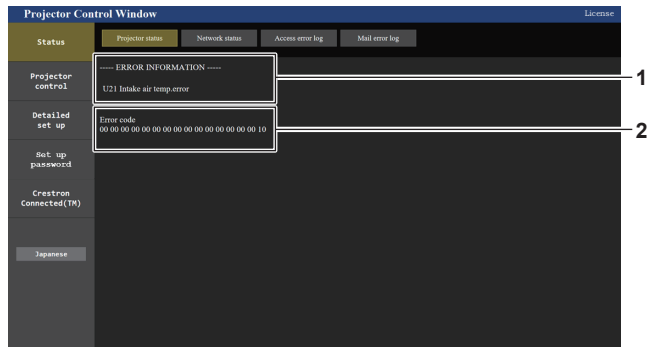 Projector Control Window
License
Status
Projector status
Network status
Access error log
Mail error log
----- ERROR INFORMATION -----
U21 Intake air temp.error
1
Projector
control
Error code
00 00 00 00 00 00 00 00 00 00 00 00 00 00 00 10
2
Detailed
set up
Set up
password
Crestron
Connected(TM)
Japanese